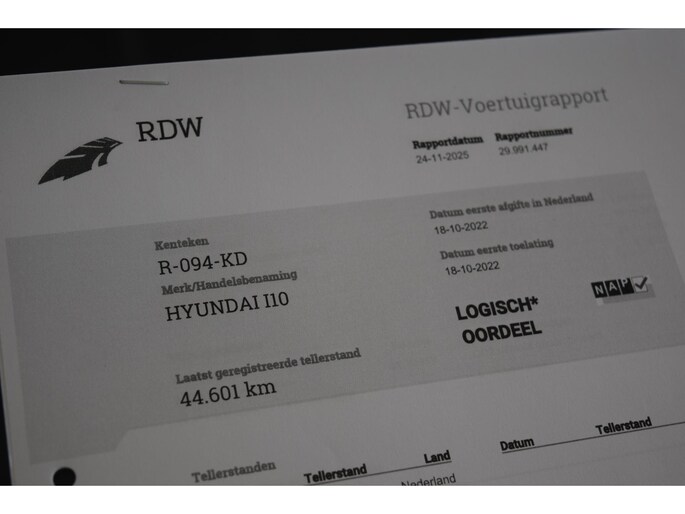 RDW
RDW-Voertuigrapport
Rapportdatum Rapportnummer
24-11-2025 29.991.447
Kenteken
R-094-KD
Merk/Handelsbenaming
HYUNDAI I10
Datum eerste afgifte in Nederland
18-10-2022
Datum eerste toelating
18-10-2022
LOGISCH*
OORDEEL
NAP
Laatst geregistreerde tellerstand
44.601 km
Tellerstanden
Tellerstand Land
Datum Tellerstand
Nederland